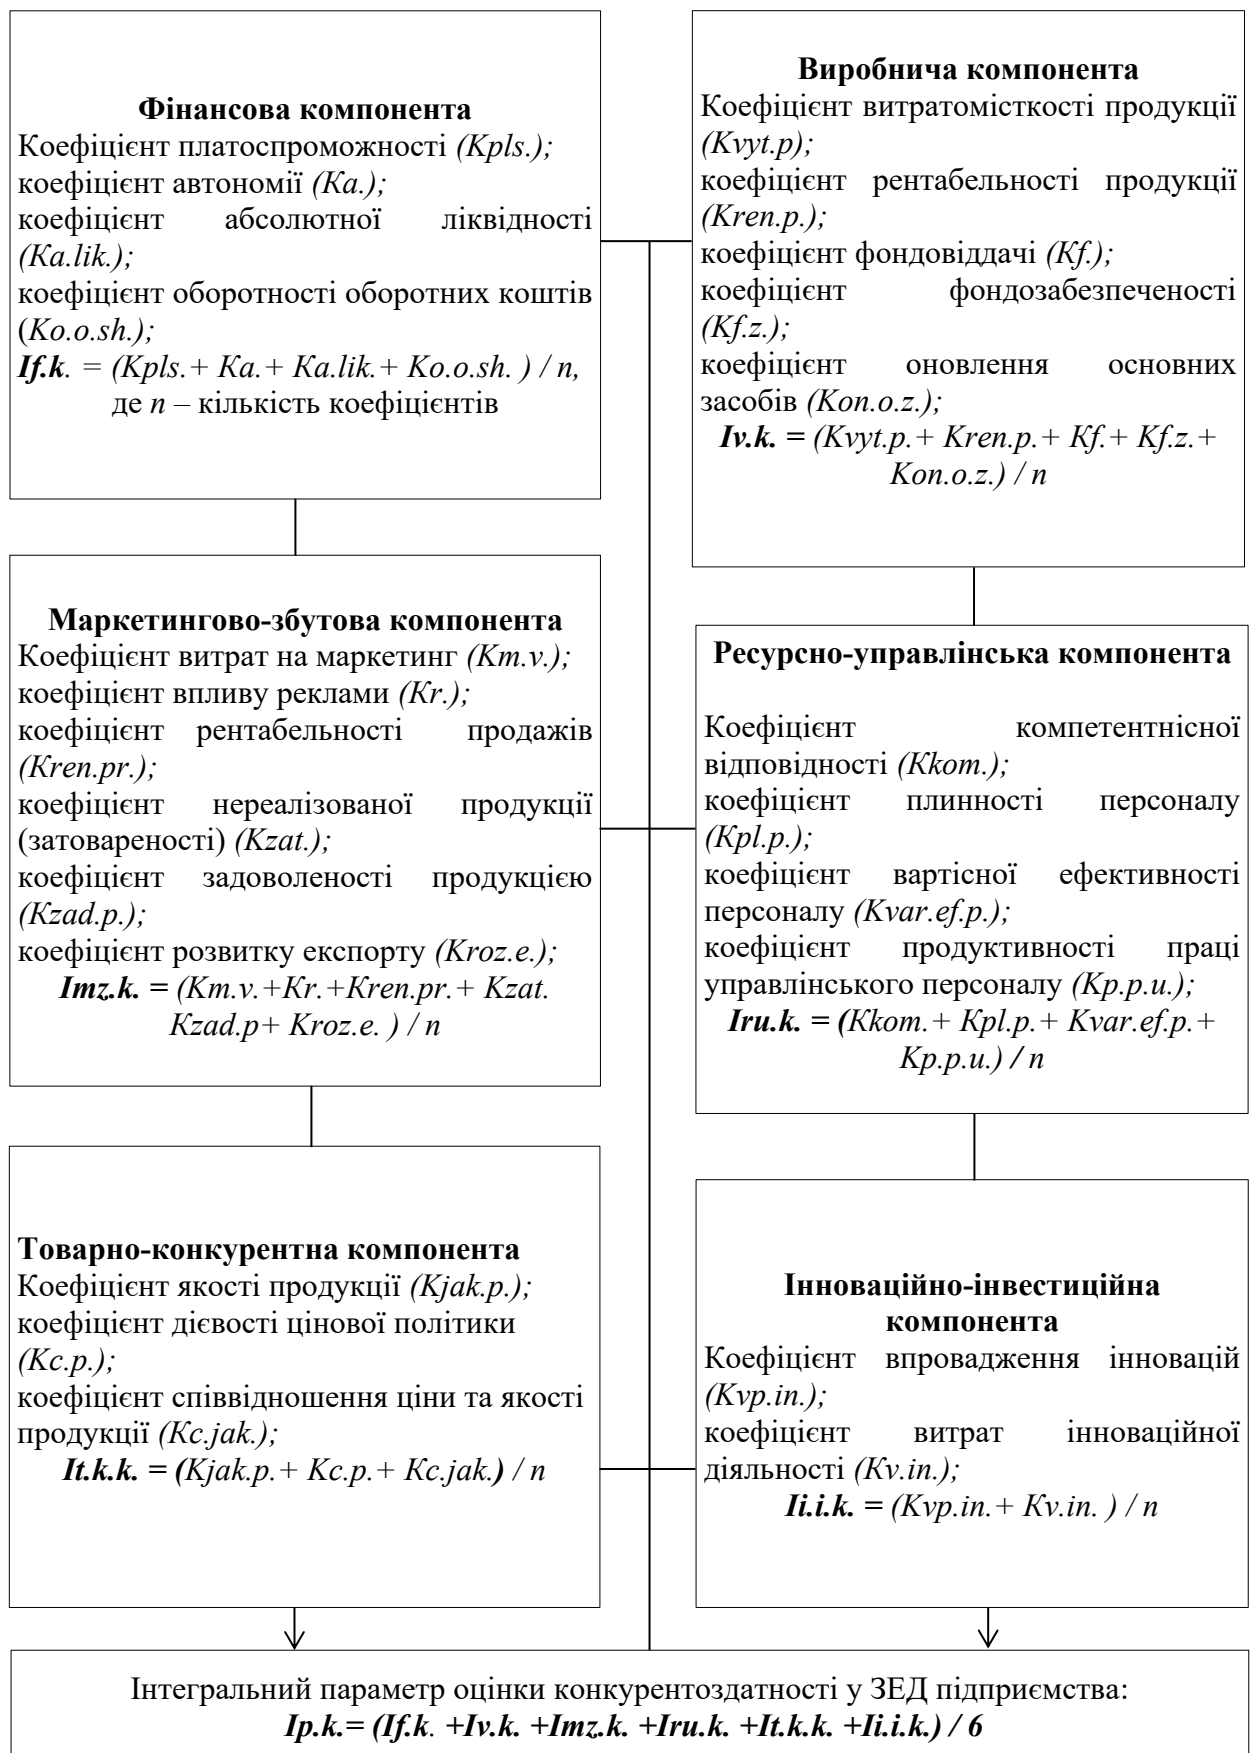 Фінансова компонента
Коефіцієнт платоспроможності (Kpls.);
коефіцієнт автономії (Ka.);
коефіцієнт абсолютної ліквідності
(Ka.lik.);
коефіцієнт оборотності оборотних коштів
(Ko.o.sh.);
If.k. = (Kpls.+ Ka.+ Ka.lik.+ Ko.o.sh. ) / n,
де n – кількість коефіцієнтів
Виробнича компонента
Коефіцієнт витратомісткості продукції
(Kvyt.p);
коефіцієнт рентабельності продукції
(Kren.p.);
коефіцієнт фондовіддачі (Kf.);
коефіцієнт фондозабезпеченості
(Kf.z.);
коефіцієнт оновлення основних
засобів (Kon.o.z.);
Iv.k. = (Kvyt.p.+ Kren.p.+ Kf.+ Kf.z.+
Kon.o.z.) / n
Маркетингово-збутова компонента
Коефіцієнт витрат на маркетинг (Km.v.);
коефіцієнт впливу реклами (Kr.);
коефіцієнт рентабельності продажів
(Kren.pr.);
коефіцієнт нереалізованої продукції
(затовареності) (Kzat.);
коефіцієнт задоволеності продукцією
(Kzad.p.);
коефіцієнт розвитку експорту (Kroz.e.);
Imz.k. = (Km.v.+Kr.+Kren.pr.+ Kzat.
Kzad.p+ Kroz.e. ) / n
Ресурсно-управлінська компонента
Коефіцієнт компетентнісної
відповідності (Kkom.);
коефіцієнт плинності персоналу
(Kpl.p.);
коефіцієнт вартісної ефективності
персоналу (Kvar.ef.p.);
коефіцієнт продуктивності праці
управлінського персоналу (Kp.p.u.);
Iru.k. = (Kkom.+ Kpl.p.+ Kvar.ef.p.+
Kp.p.u.) / n
Товарно-конкурентна компонента
Коефіцієнт якості продукції (Kjak.p.);
коефіцієнт дієвості цінової політики
(Kc.p.);
коефіцієнт співвідношення ціни та якості
продукції (Kc.jak.);
It.k.k. = (Kjak.p.+ Kc.p.+ Kc.jak.) / n
Інноваційно-інвестиційна
компонента
Коефіцієнт впровадження інновацій
(Kvp.in.);
коефіцієнт витрат інноваційної
діяльності (Kv.in.);
Ii.i.k. = (Kvp.in.+ Kv.in. ) / n
Інтегральний параметр оцінки конкурентоздатності у ЗЕД підприємства:
Ip.k.= (If.k. +Iv.k. +Imz.k. +Iru.k. +It.k.k. +Ii.i.k.) / 6